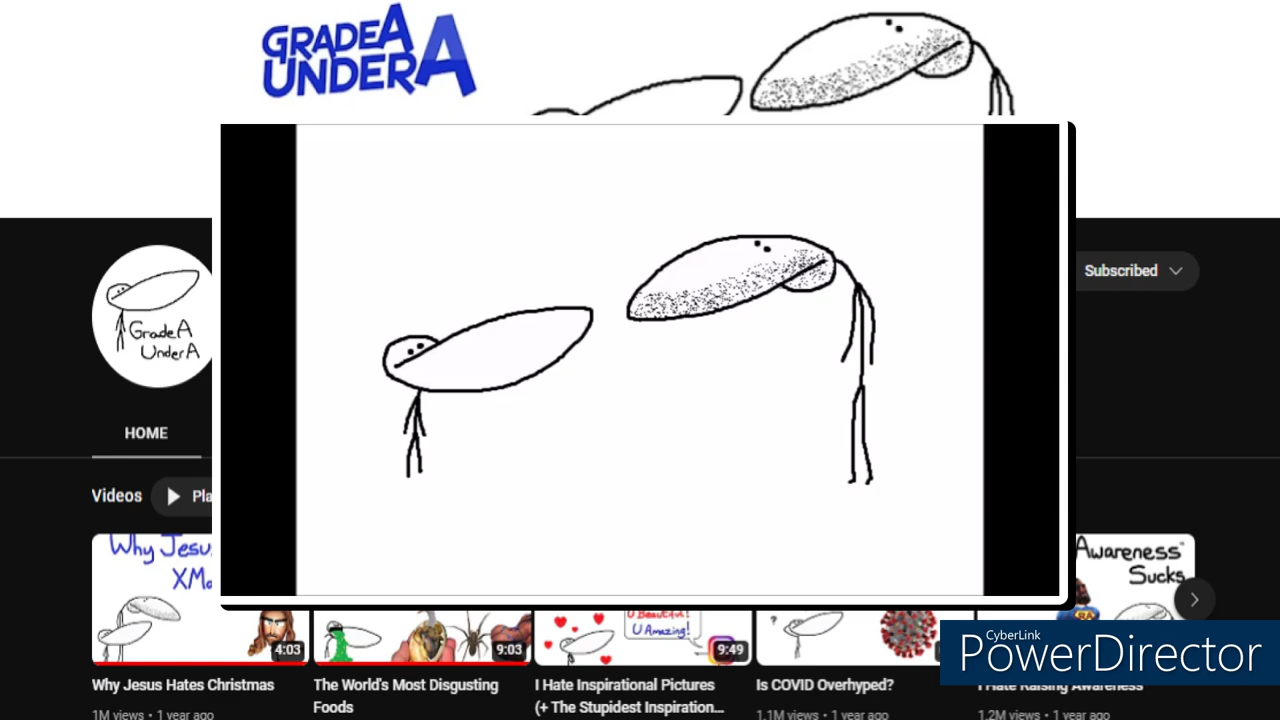 GRADEA
UNDERA
GradeA
UnderA
Subscribed
HOME
Videos
Why Jesu
XMa
4:03
9:03
U Beautiful!
U Amazing!
9:49
?
Awareness"
Sucks
Why Jesus Hates Christmas
1M views • 1 year ago
The World's Most Disgusting
Foods
I Hate Inspirational Pictures
(+ The Stupidest Inspiration...
Is COVID Overhyped?
1.1M views • 1 year ago
I Hate Raising Awareness
1.2M views • 1 year ago
CyberLink
PowerDirector